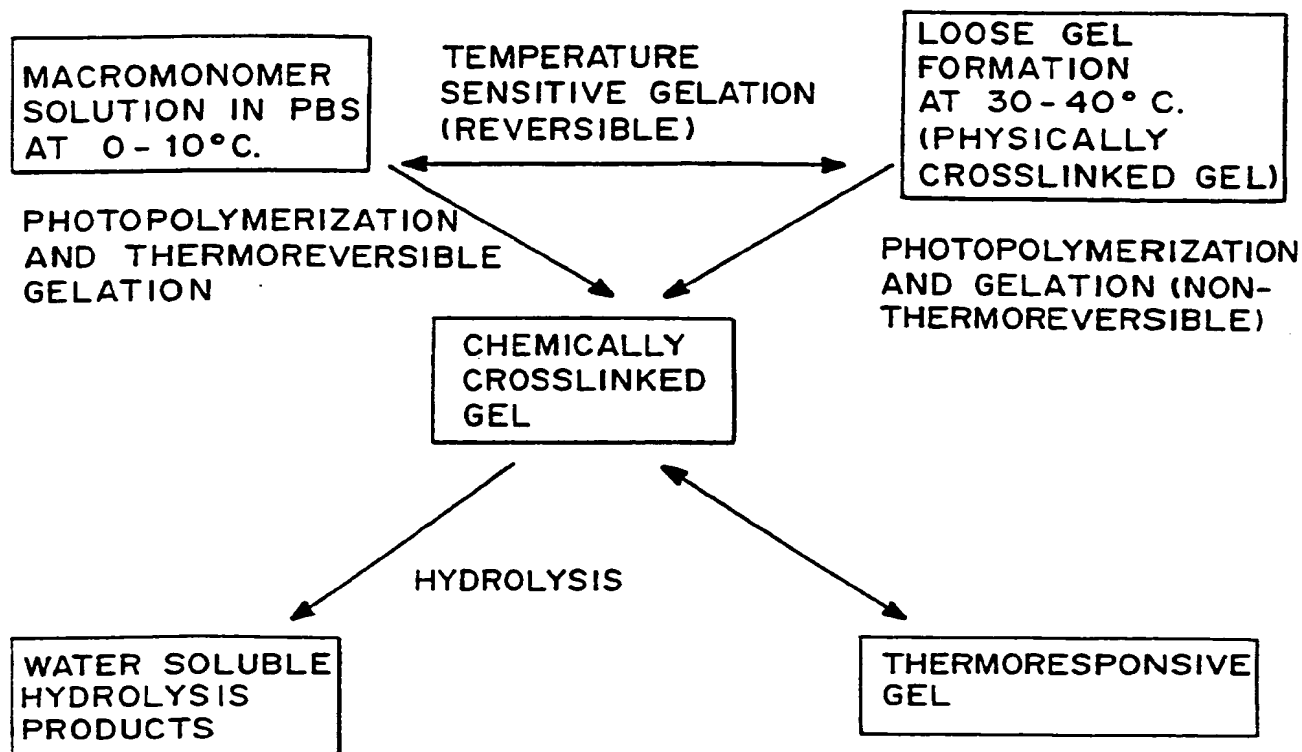 MACROMONOMER
SOLUTION IN PBS
AT 0-10°C.
TEMPERATURE
SENSITIVE GELATION
(REVERSIBLE)
LOOSE GEL
FORMATION
AT 30-40° C.
(PHYSICALLY
CROSSLINKED GEL)
PHOTOPOLYMERIZATION
AND THERMOREVERSIBLE
GELATION
PHOTOPOLYMERIZATION
AND GELATION (NON-
THERMOREVERSIBLE)
CHEMICALLY
CROSSLINKED
GEL
HYDROLYSIS
WATER SOLUBLE
HYDROLYSIS
PRODUCTS
THERMORESPONSIVE
GEL